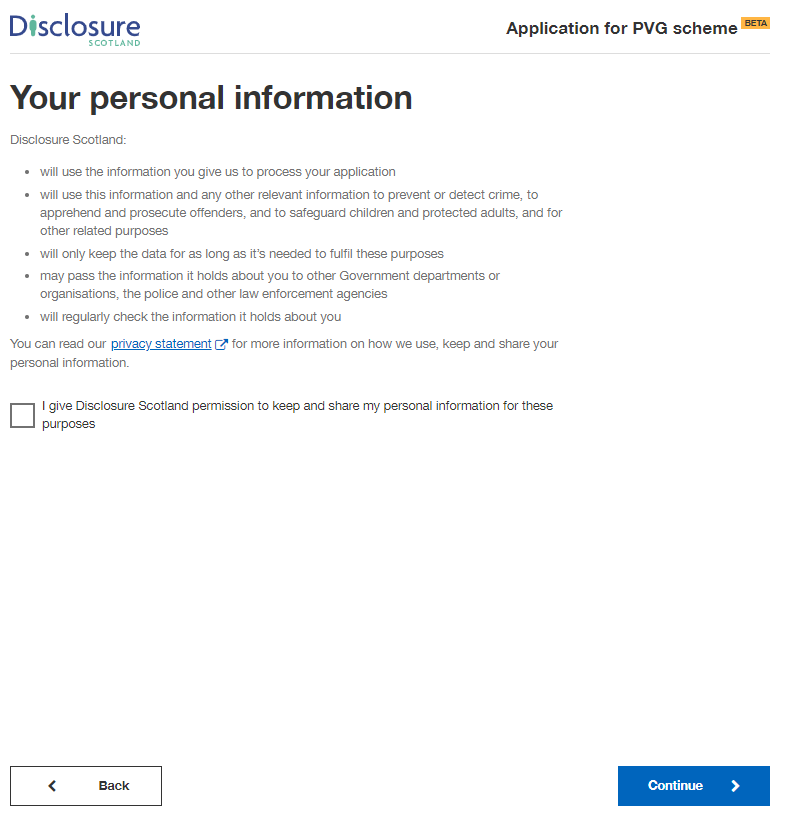 Disclosure
SCOTLAND
Application for PVG scheme BETA
Your personal information
Disclosure Scotland:
• will use the information you give us to process your application
• will use this information and any other relevant information to prevent or detect crime, to
apprehend and prosecute offenders, and to safeguard children and protected adults, and for
other related purposes
• will only keep the data for as long as it's needed to fulfil these purposes
• may pass the information it holds about you to other Government departments or
organisations, the police and other law enforcement agencies
• will regularly check the information it holds about you
You can read our privacy statement for more information on how we use, keep and share your
personal information.
I give Disclosure Scotland permission to keep and share my personal information for these
purposes
Back
Continue